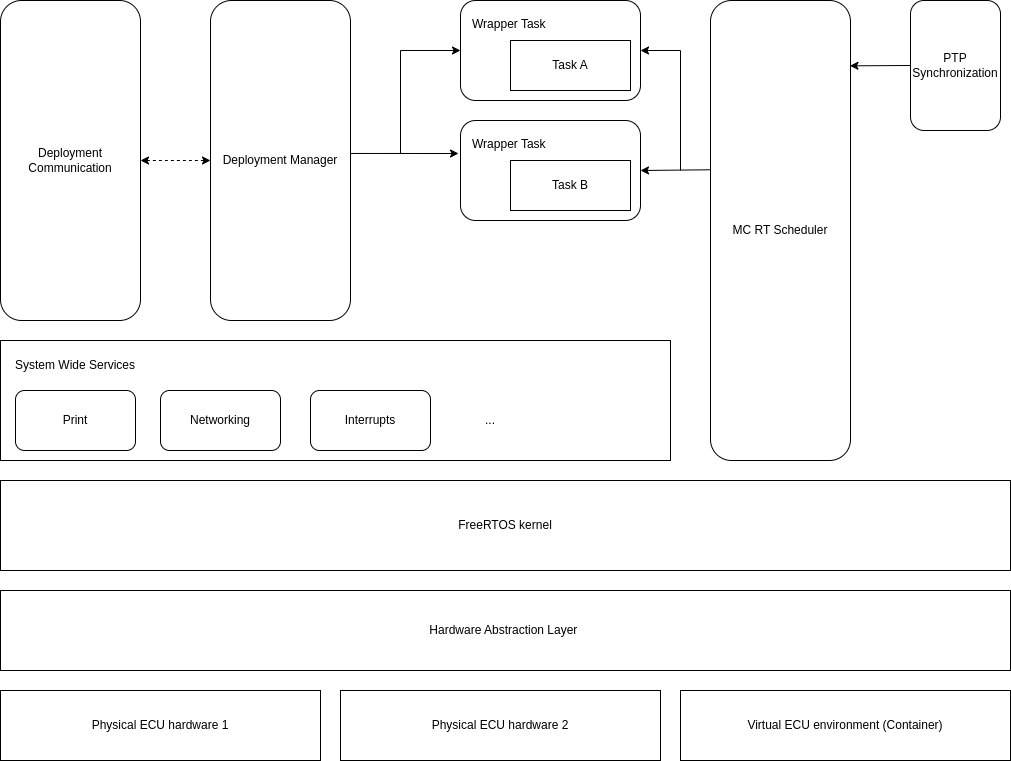 Wrapper Task
Task A
PTP
Synchronization
Deployment
Communication
Deployment Manager
Wrapper Task
Task B
MC RT Scheduler
System Wide Services
Print
Networking
Interrupts
...
FreeRTOS kernel
Hardware Abstraction Layer
Physical ECU hardware 1
Physical ECU hardware 2
Virtual ECU environment (Container)